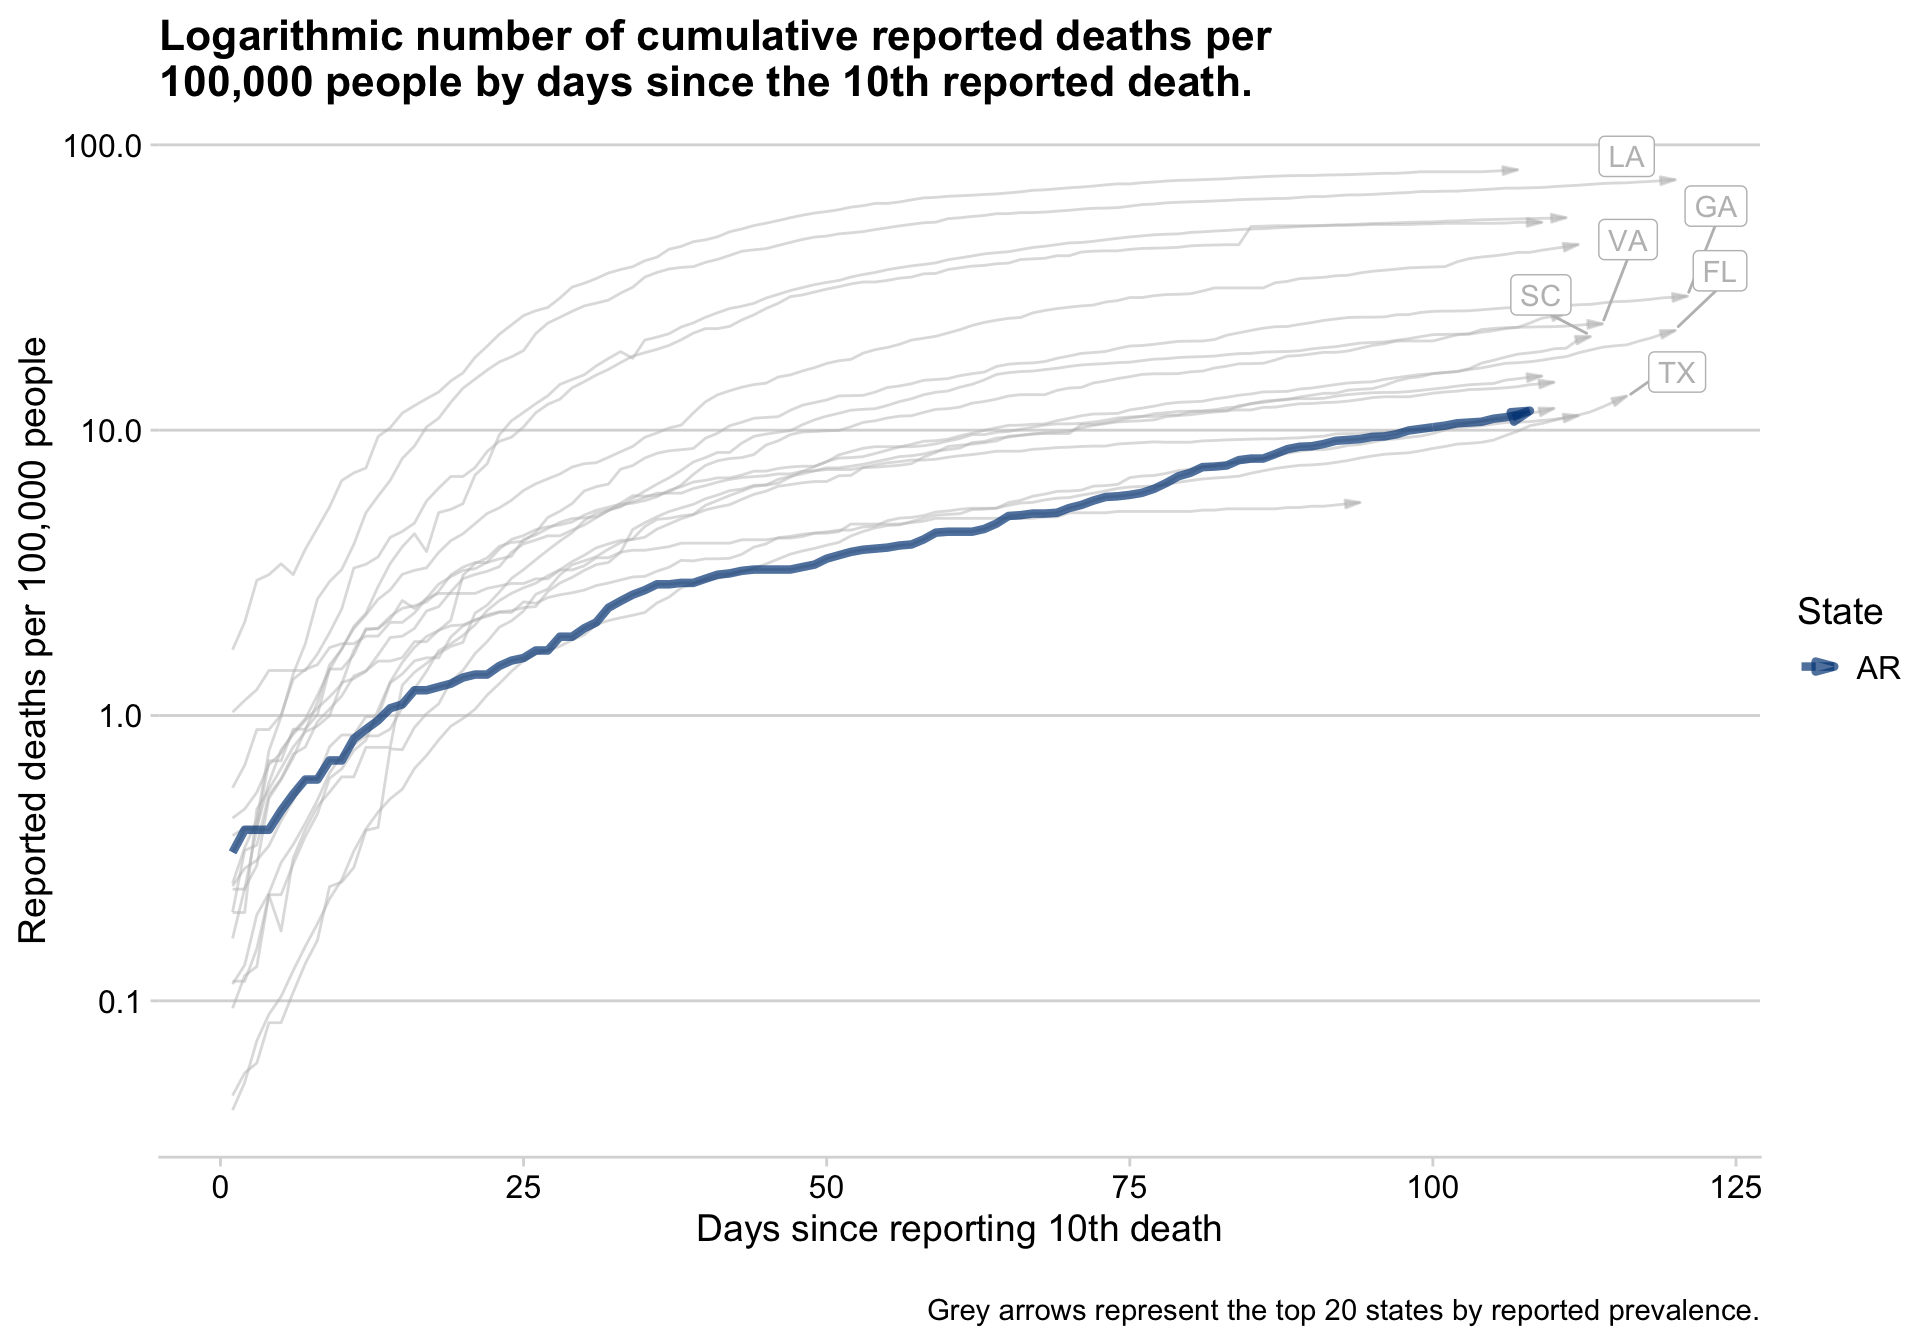 Logarithmic number of cumulative reported deaths per
100,000 people by days since the 10th reported death.
100.0
10.0
1.0
0.1
Reported deaths per 100,000 people
LA
GA
VA
FL
SC
TX
State
AR
0 25 50 75 100 125
Days since reporting 10th death
Grey arrows represent the top 20 states by reported prevalence.